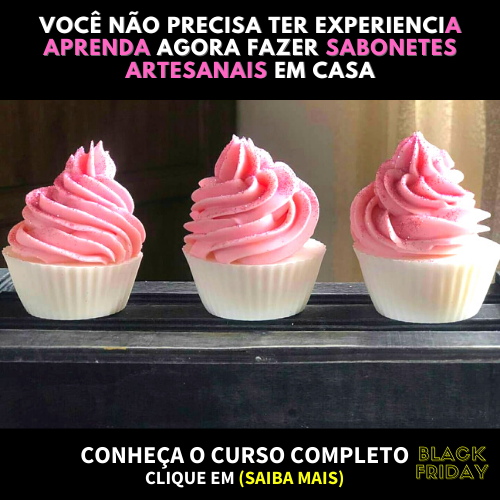 VOCÊ NÃO PRECISA TER EXPERIENCIA
APRENDA AGORA FAZER SABONETES
ARTESANAIS EM CASA
CONHEÇA O CURSO COMPLETO
CLIQUE EM (SAIBA MAIS)
BLACK
FRIDAY